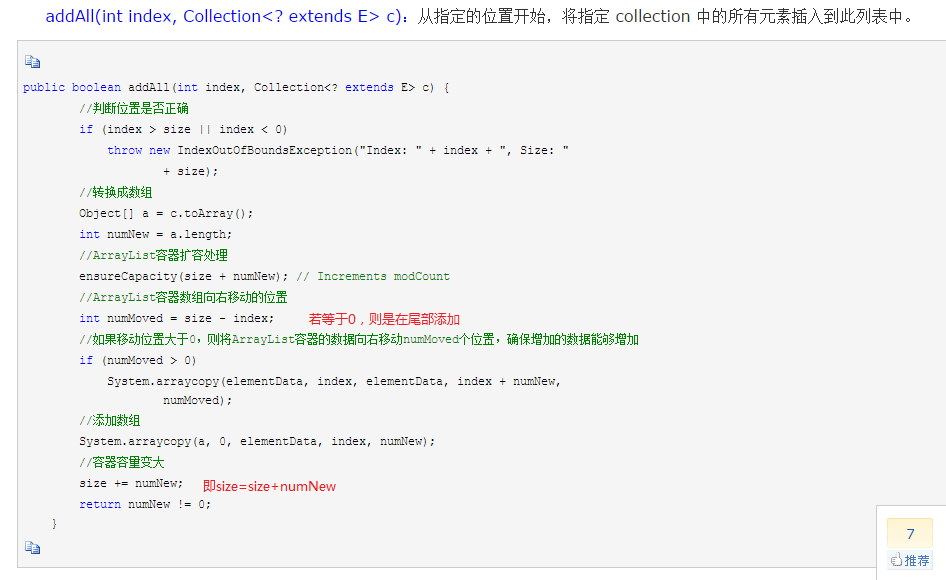 addAll(int index, Collection<? extends E> c)：从指定的位置开始，将指定 collection 中的所有元素插入到此列表中。
public boolean addAll(int index, Collection<? extends E> c) {
//判断位置是否正确
if (index > size || index < 0)
throw new IndexOutOfBoundsException("Index: " + index + ", Size: "
+ size);
//转换成数组
Object[] a = c.toArray();
int numNew = a.length;
//ArrayList容器扩容处理
ensureCapacity(size + numNew); // Increments modCount
//ArrayList容器数组向右移动的位置
int numMoved = size - index; 若等于0，则是在尾部添加
//如果移动位置大于0，则将ArrayList容器的数据向右移动numMoved个位置，确保增加的数据能够增加
if (numMoved > 0)
System.arraycopy(elementData, index, elementData, index + numNew,
numMoved);
//添加数组
System.arraycopy(a, 0, elementData, index, numNew);
//容器容量变大
size += numNew; 即size=size+numNew
return numNew != 0;
}
7
推荐